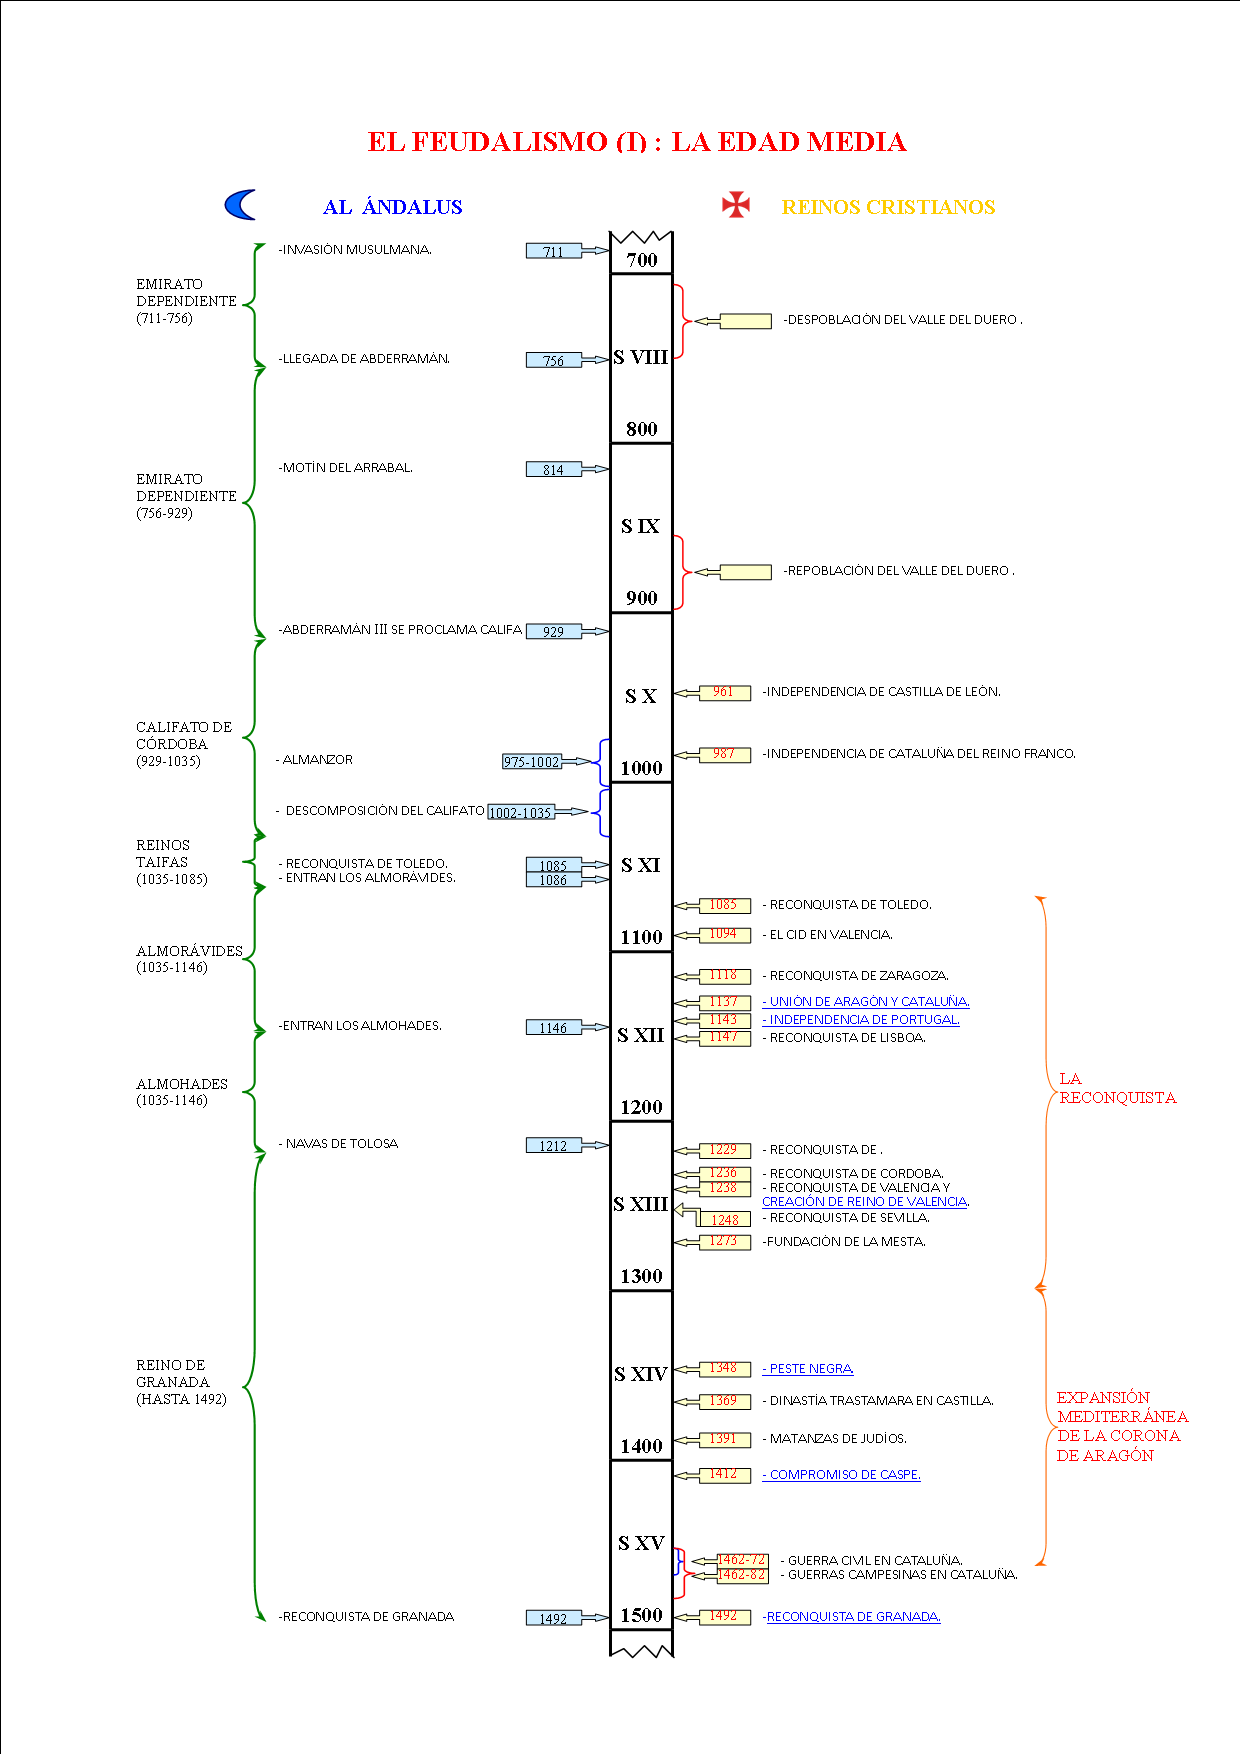 EL FEUDALISMO (I) : LA EDAD MEDIA
AL ÁNDALUS
REINOS CRISTIANOS
EMIRATO
DEPENDIENTE
(711-756)
EMIRATO
DEPENDIENTE
(756-929)
CALIFATO DE
CÓRDOBA
(929-1035)
REINOS
TAIFAS
(1035-1085)
ALMORÁVIDES
(1035-1146)
ALMOHADES
(1035-1146)
REINO DE
GRANADA
(HASTA 1492)
-INVASIÓN MUSULMANA. 711
-LLEGADA DE ABDERRAMÁN. 756
-MOTÍN DEL ARRABAL. 814
-ABDERRAMÁN III SE PROCLAMA CALIFA 929
- ALMANZOR 975-1002
- DESCOMPOSICIÓN DEL CALIFATO 1002-1035
- RECONQUISTA DE TOLEDO. 1085
- ENTRAN LOS ALMORÁVIDES. 1086
-ENTRAN LOS ALMOHADES. 1146
- NAVAS DE TOLOSA 1212
-RECONQUISTA DE GRANADA 1492
700
S VIII
800
S IX
900
S X
1000
S XI
1100
S XII
1200
S XIII
1300
S XIV
1400
S XV
1500
-DESPOBLACIÓN DEL VALLE DEL DUERO .
-REPOBLACIÓN DEL VALLE DEL DUERO .
961 -INDEPENDENCIA DE CASTILLA DE LEÓN.
987 -INDEPENDENCIA DE CATALUÑA DEL REINO FRANCO.
1085 - RECONQUISTA DE TOLEDO.
1094 - EL CID EN VALENCIA.
1118 - RECONQUISTA DE ZARAGOZA.
1137 - UNIÓN DE ARAGÓN Y CATALUÑA.
1143 - INDEPENDENCIA DE PORTUGAL.
1147 - RECONQUISTA DE LISBOA.
1229 - RECONQUISTA DE .
1236 - RECONQUISTA DE CORDOBA.
1238 - RECONQUISTA DE VALENCIA Y
CREACIÓN DE REINO DE VALENCIA.
1248 - RECONQUISTA DE SEVILLA.
1273 -FUNDACIÓN DE LA MESTA.
1348 - PESTE NEGRA.
1369 - DINASTÍA TRASTAMARA EN CASTILLA.
1391 - MATANZAS DE JUDÍOS.
1412 - COMPROMISO DE CASPE.
1462-72 - GUERRA CIVIL EN CATALUÑA.
1462-82 - GUERRAS CAMPESINAS EN CATALUÑA.
1492 -RECONQUISTA DE GRANADA.
LA
RECONQUISTA
EXPANSIÓN
MEDITERRÁNEA
DE LA CORONA
DE ARAGÓN